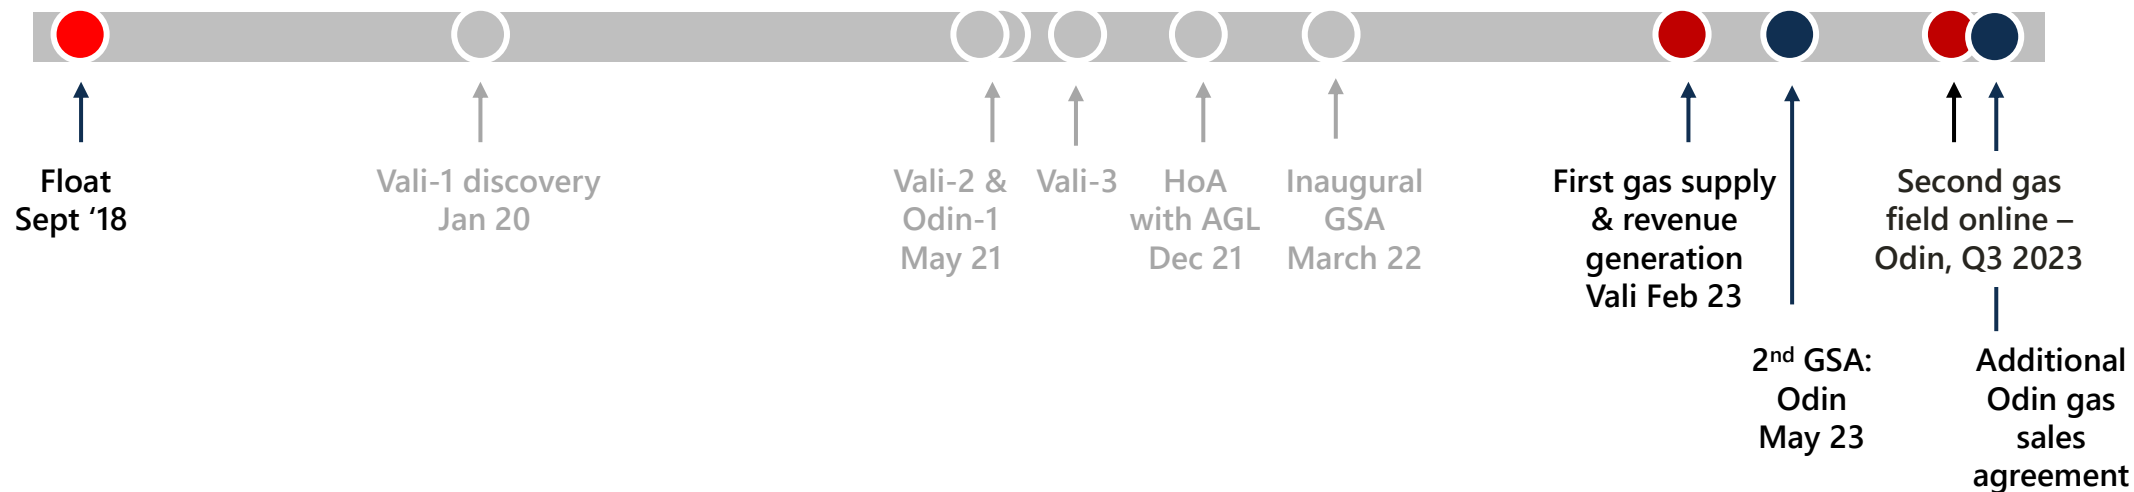 Float
Sept ‘18
Vali-1 discovery
Jan 20
Vali-2 &
Odin-1
May 21
Vali-3
HoA
with AGL
Dec 21
Inaugural
GSA
March 22
First gas supply
& revenue
generation
Vali Feb 23
2nd GSA:
Odin
May 23
Second gas
field online –
Odin, Q3 2023
Additional
Odin gas
sales
agreement